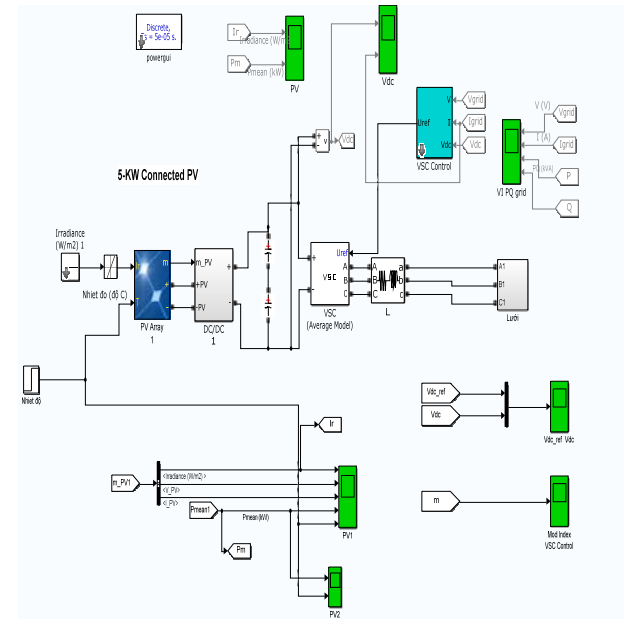 Discrete,
s = 5e-05 s.
powergui
Ir
Irradiance (W/m
Pm
Pmean (kW)
PV
Vdc
+
-
v
Vdc
Uref
V
I
Vdc
VSC Control
Vgrid
Igrid
Vdc
V (V)
I (A)
PQ (kVA)
Vgrid
Igrid
P
Q
VI PQ grid
5-KW Connected PV
Irradiance
(W/m2) 1
Nhiet do (độ C)
m
+
-
PV Array
1
m_PV
+PV
-PV
+
-
DC/DC
1
+
-
Uref
VSC
A
B
C
VSC
(Average Model)
A
B
C
a
b
c
L
A1
B1
C1
Lưới
Nhiet độ
Ir
m_PV1
<Irradiance (W/m2) >
<V_PV>
<I_PV>
Pmean1
Pmean (kW)
Pm
PV1
PV2
Vdc_ref
Vdc
Vdc_ref Vdc
m
Mod Index
VSC Control